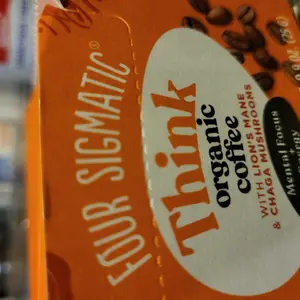 FOUR SIGMATIC®
Think
organic
coffee
WITH LION'S MANE
& CHAGA MUSHROOMS
Mental Focus
+